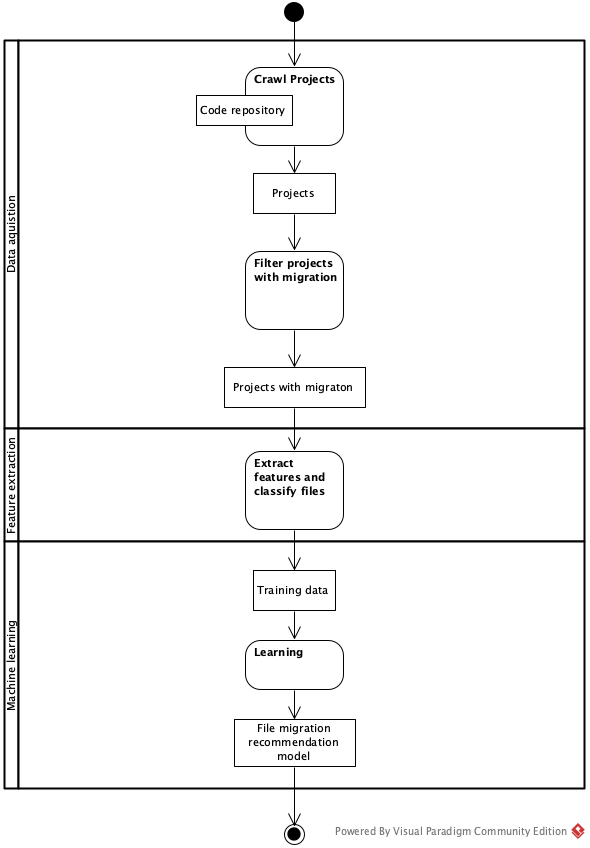 Crawl Projects
Code repository
Projects
Data aquistion
Filter projects
with migration
Projects with migraton
Feature extraction
Extract
features and
classify files
Machine learning
Training data
Learning
File migration
recommendation
model
Powered By Visual Paradigm Community Edition